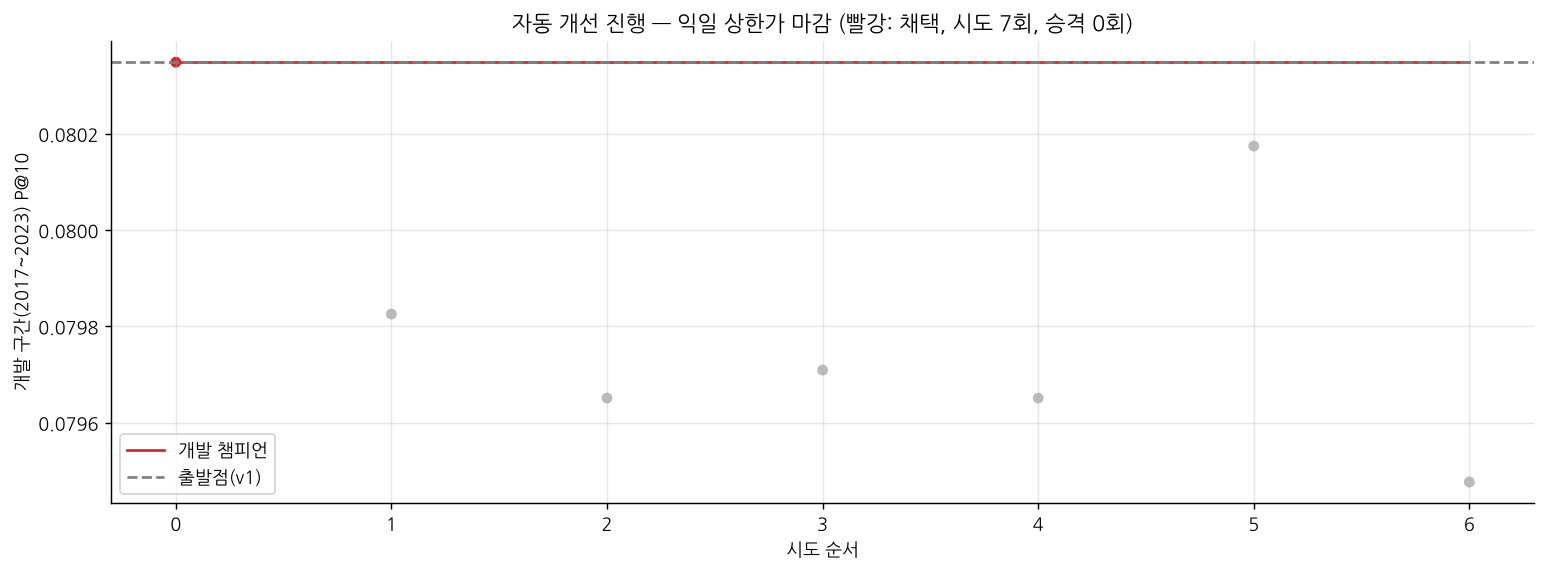 자동 개선 진행 — 익일 상한가 마감 (빨강: 채택, 시도 7회, 승격 0회)
개발 구간(2017~2023) P@10
0.0802
0.0800
0.0798
0.0796
개발 챔피언
출발점(v1)
0 1 2 3 4 5 6
시도 순서